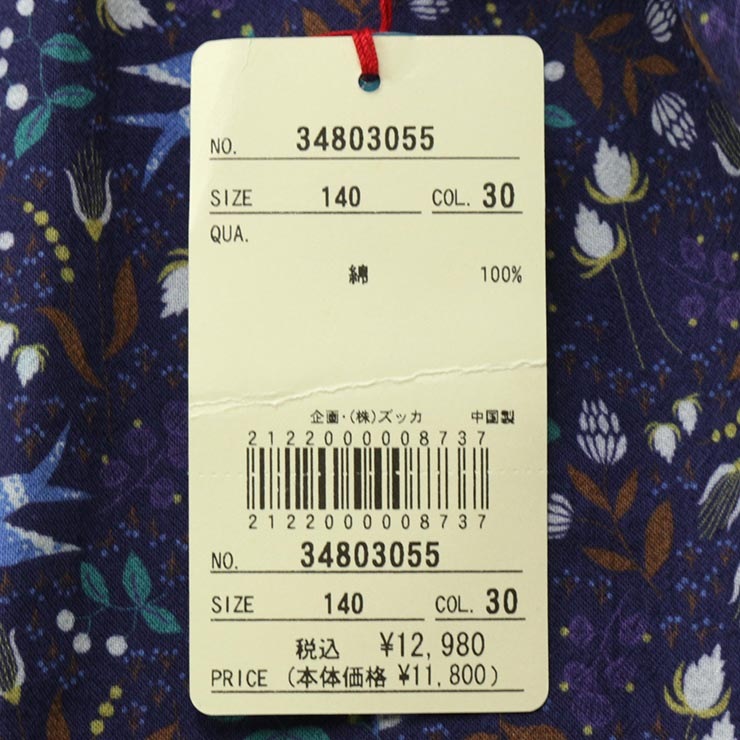 NO. 34803055
SIZE 140 COL. 30
QUA.
綿 100%
企画・(株)ズッカ 中国製
2122000008737
2122000008737
NO. 34803055
SIZE 140 COL. 30
税込 ¥12,980
PRICE (本体価格 ¥11,800)